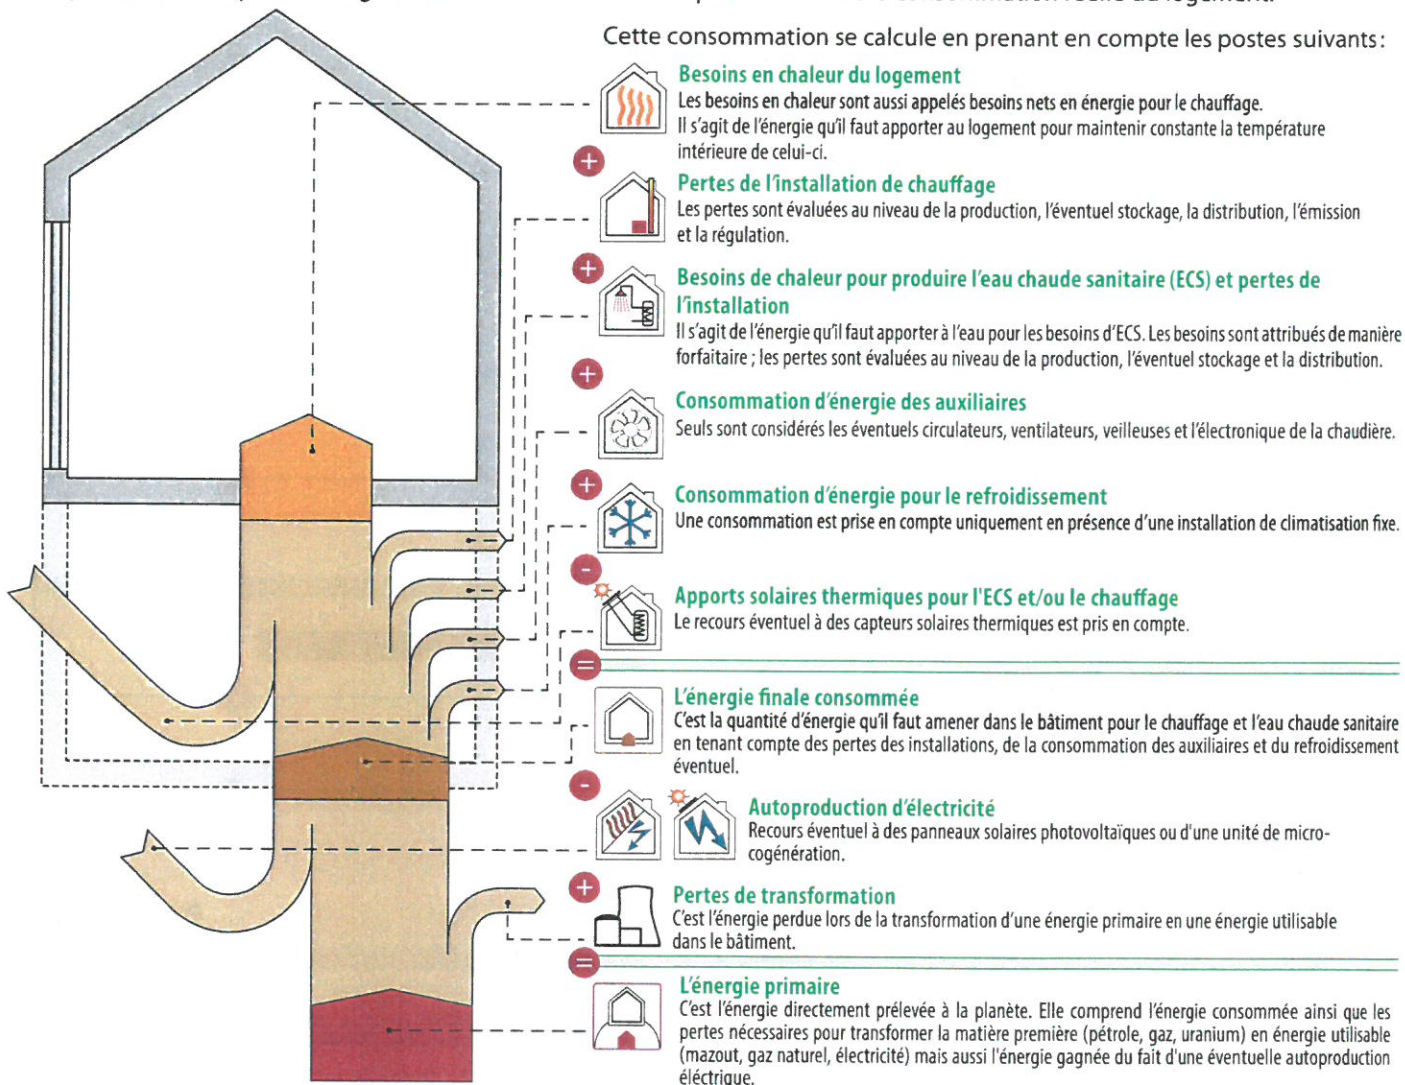 consommation réelle du logement.
Cette consommation se calcule en prenant en compte les postes suivants :
Besoins en chaleur du logement
Les besoins en chaleur sont aussi appelés besoins nets en énergie pour le chauffage.
Il s'agit de l'énergie qu'il faut apporter au logement pour maintenir constante la température
intérieure de celui-ci.
+
Pertes de l'installation de chauffage
Les pertes sont évaluées au niveau de la production, l'éventuel stockage, la distribution, l'émission
et la régulation.
+
Besoins de chaleur pour produire l'eau chaude sanitaire (ECS) et pertes de
l'installation
Il s'agit de l'énergie qu'il faut apporter à l'eau pour les besoins d'ECS. Les besoins sont attribués de manière
forfaitaire ; les pertes sont évaluées au niveau de la production, l'éventuel stockage et la distribution.
+
Consommation d'énergie des auxiliaires
Seuls sont considérés les éventuels circulateurs, ventilateurs, veilleuses et l'électronique de la chaudière.
+
Consommation d'énergie pour le refroidissement
Une consommation est prise en compte uniquement en présence d'une installation de climatisation fixe.
-
Apports solaires thermiques pour l'ECS et/ou le chauffage
Le recours éventuel à des capteurs solaires thermiques est pris en compte.
=
L'énergie finale consommée
C'est la quantité d'énergie qu'il faut amener dans le bâtiment pour le chauffage et l'eau chaude sanitaire
en tenant compte des pertes des installations, de la consommation des auxiliaires et du refroidissement
éventuel.
-
Autoproduction d'électricité
Recours éventuel à des panneaux solaires photovoltaïques ou d'une unité de micro-
cogénération.
+
Pertes de transformation
C'est l'énergie perdue lors de la transformation d'une énergie primaire en une énergie utilisable
dans le bâtiment.
=
L'énergie primaire
C'est l'énergie directement prélevée à la planète. Elle comprend l'énergie consommée ainsi que les
pertes nécessaires pour transformer la matière première (pétrole, gaz, uranium) en énergie utilisable
(mazout, gaz naturel, électricité) mais aussi l'énergie gagnée du fait d'une éventuelle autoproduction
éléctrique.